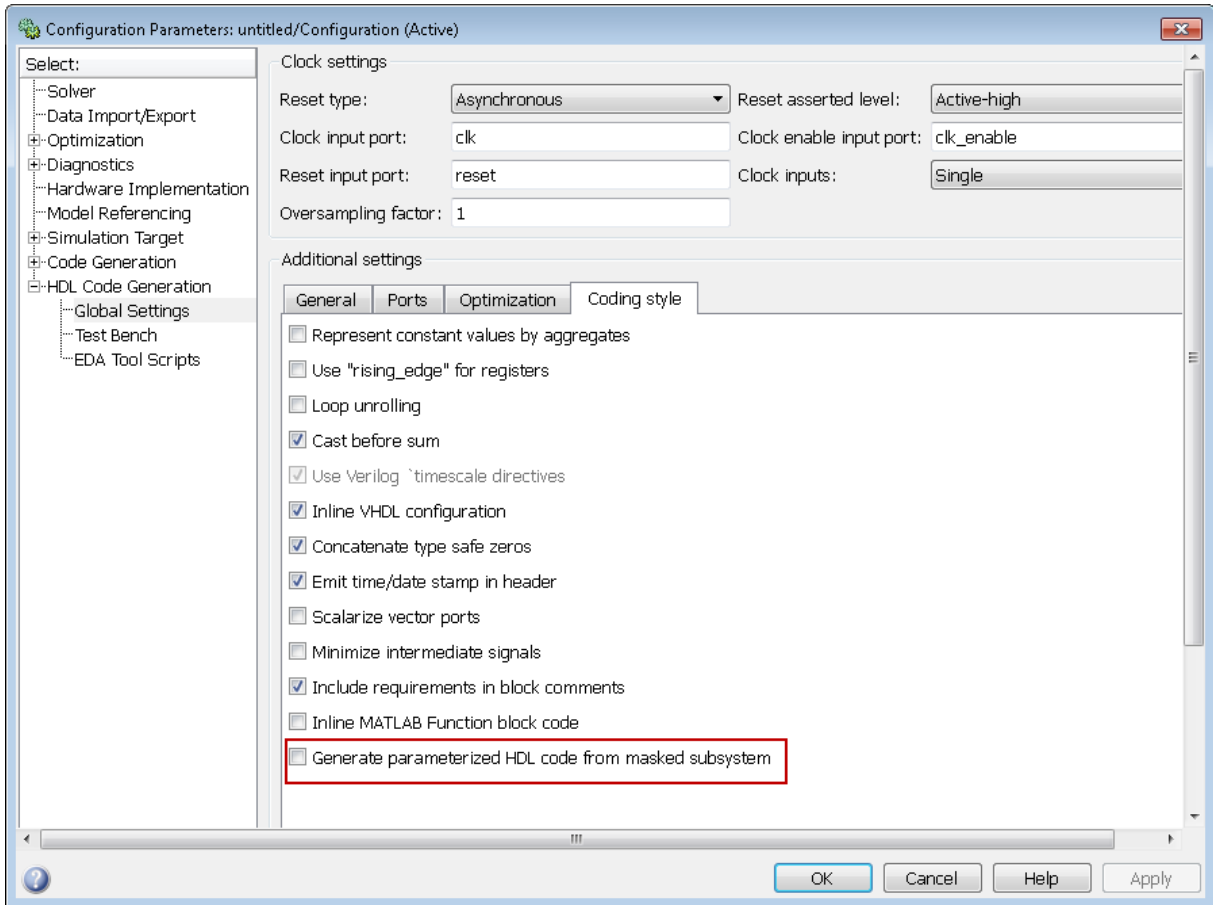 Configuration Parameters: untitled/Configuration (Active)
Select:
Solver
Data Import/Export
Optimization
Diagnostics
Hardware Implementation
Model Referencing
Simulation Target
Code Generation
HDL Code Generation
Global Settings
Test Bench
EDA Tool Scripts
Clock settings
Reset type: Asynchronous Reset asserted level: Active-high
Clock input port: clk Clock enable input port: clk_enable
Reset input port: reset Clock inputs: Single
Oversampling factor: 1
Additional settings
General Ports Optimization Coding style
Represent constant values by aggregates
Use "rising_edge" for registers
Loop unrolling
Cast before sum
Use Verilog `timescale directives
Inline VHDL configuration
Concatenate type safe zeros
Emit time/date stamp in header
Scalarize vector ports
Minimize intermediate signals
Include requirements in block comments
Inline MATLAB Function block code
Generate parameterized HDL code from masked subsystem
OK Cancel Help Apply